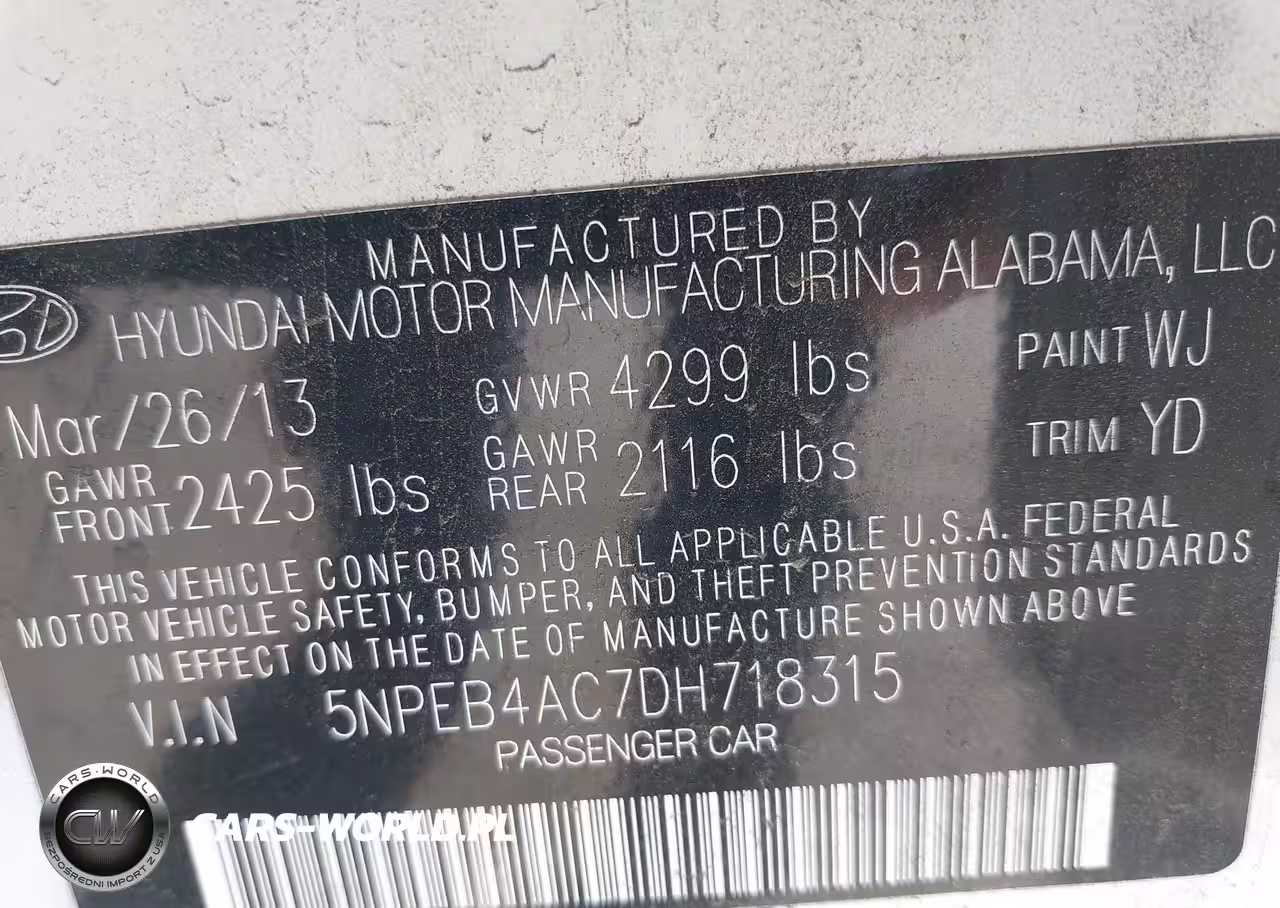 MANUFACTURED BY
HYUNDAI MOTOR MANUFACTURING ALABAMA, LLC
Mar/26/13 GVWR 4299 lbs PAINT WJ
GAWR FRONT 2425 lbs GAWR REAR 2116 lbs TRIM YD
THIS VEHICLE CONFORMS TO ALL APPLICABLE U.S.A. FEDERAL
MOTOR VEHICLE SAFETY, BUMPER, AND THEFT PREVENTION STANDARDS
IN EFFECT ON THE DATE OF MANUFACTURE SHOWN ABOVE
V.I.N 5NPEB4AC7DH718315
PASSENGER CAR
CARS-WORLD
CW
BEZPOŚREDNI IMPORT Z USA
CARS-WORLD.PL